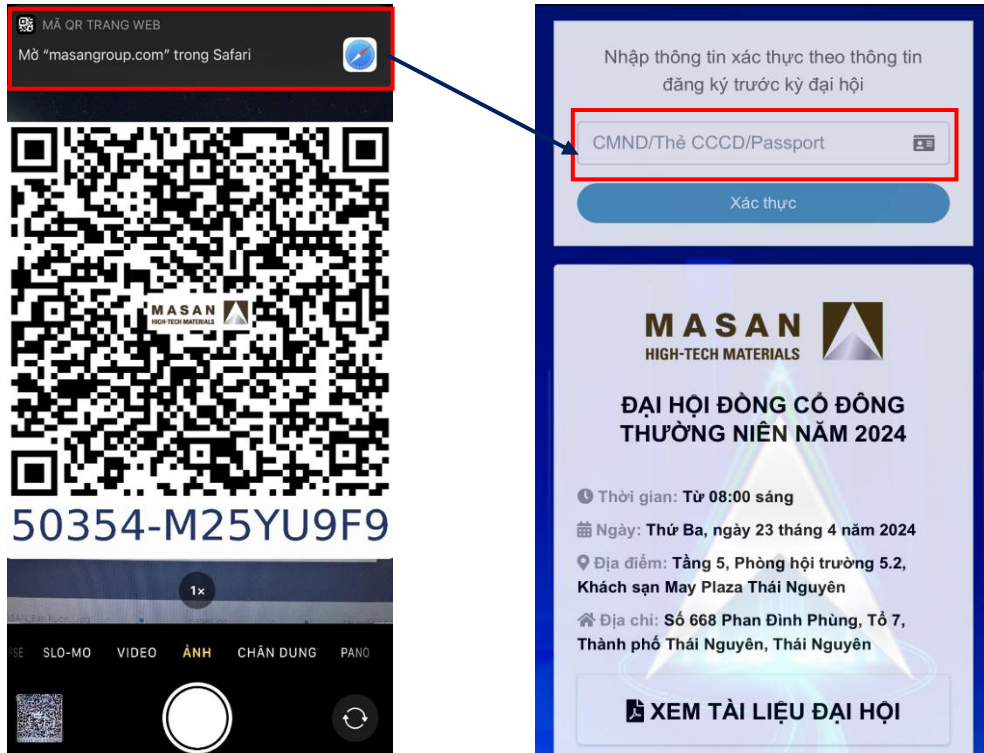 MÃ QR TRANG WEB
Mở “masangroup.com” trong Safari
MASAN
HIGH-TECH MATERIALS
50354-M25YU9F9
1x
SLO-MO VIDEO ẢNH CHÂN DUNG PANO
Nhập thông tin xác thực theo thông tin
đăng ký trước kỳ đại hội
CMND/Thẻ CCCD/Passport
Xác thực
MASAN
HIGH-TECH MATERIALS
ĐẠI HỘI ĐỒNG CỔ ĐÔNG
THƯỜNG NIÊN NĂM 2024
Thời gian: Từ 08:00 sáng
Ngày: Thứ Ba, ngày 23 tháng 4 năm 2024
Địa điểm: Tầng 5, Phòng hội trường 5.2,
Khách sạn May Plaza Thái Nguyên
Địa chỉ: Số 668 Phan Đình Phùng, Tổ 7,
Thành phố Thái Nguyên, Thái Nguyên
XEM TÀI LIỆU ĐẠI HỘI